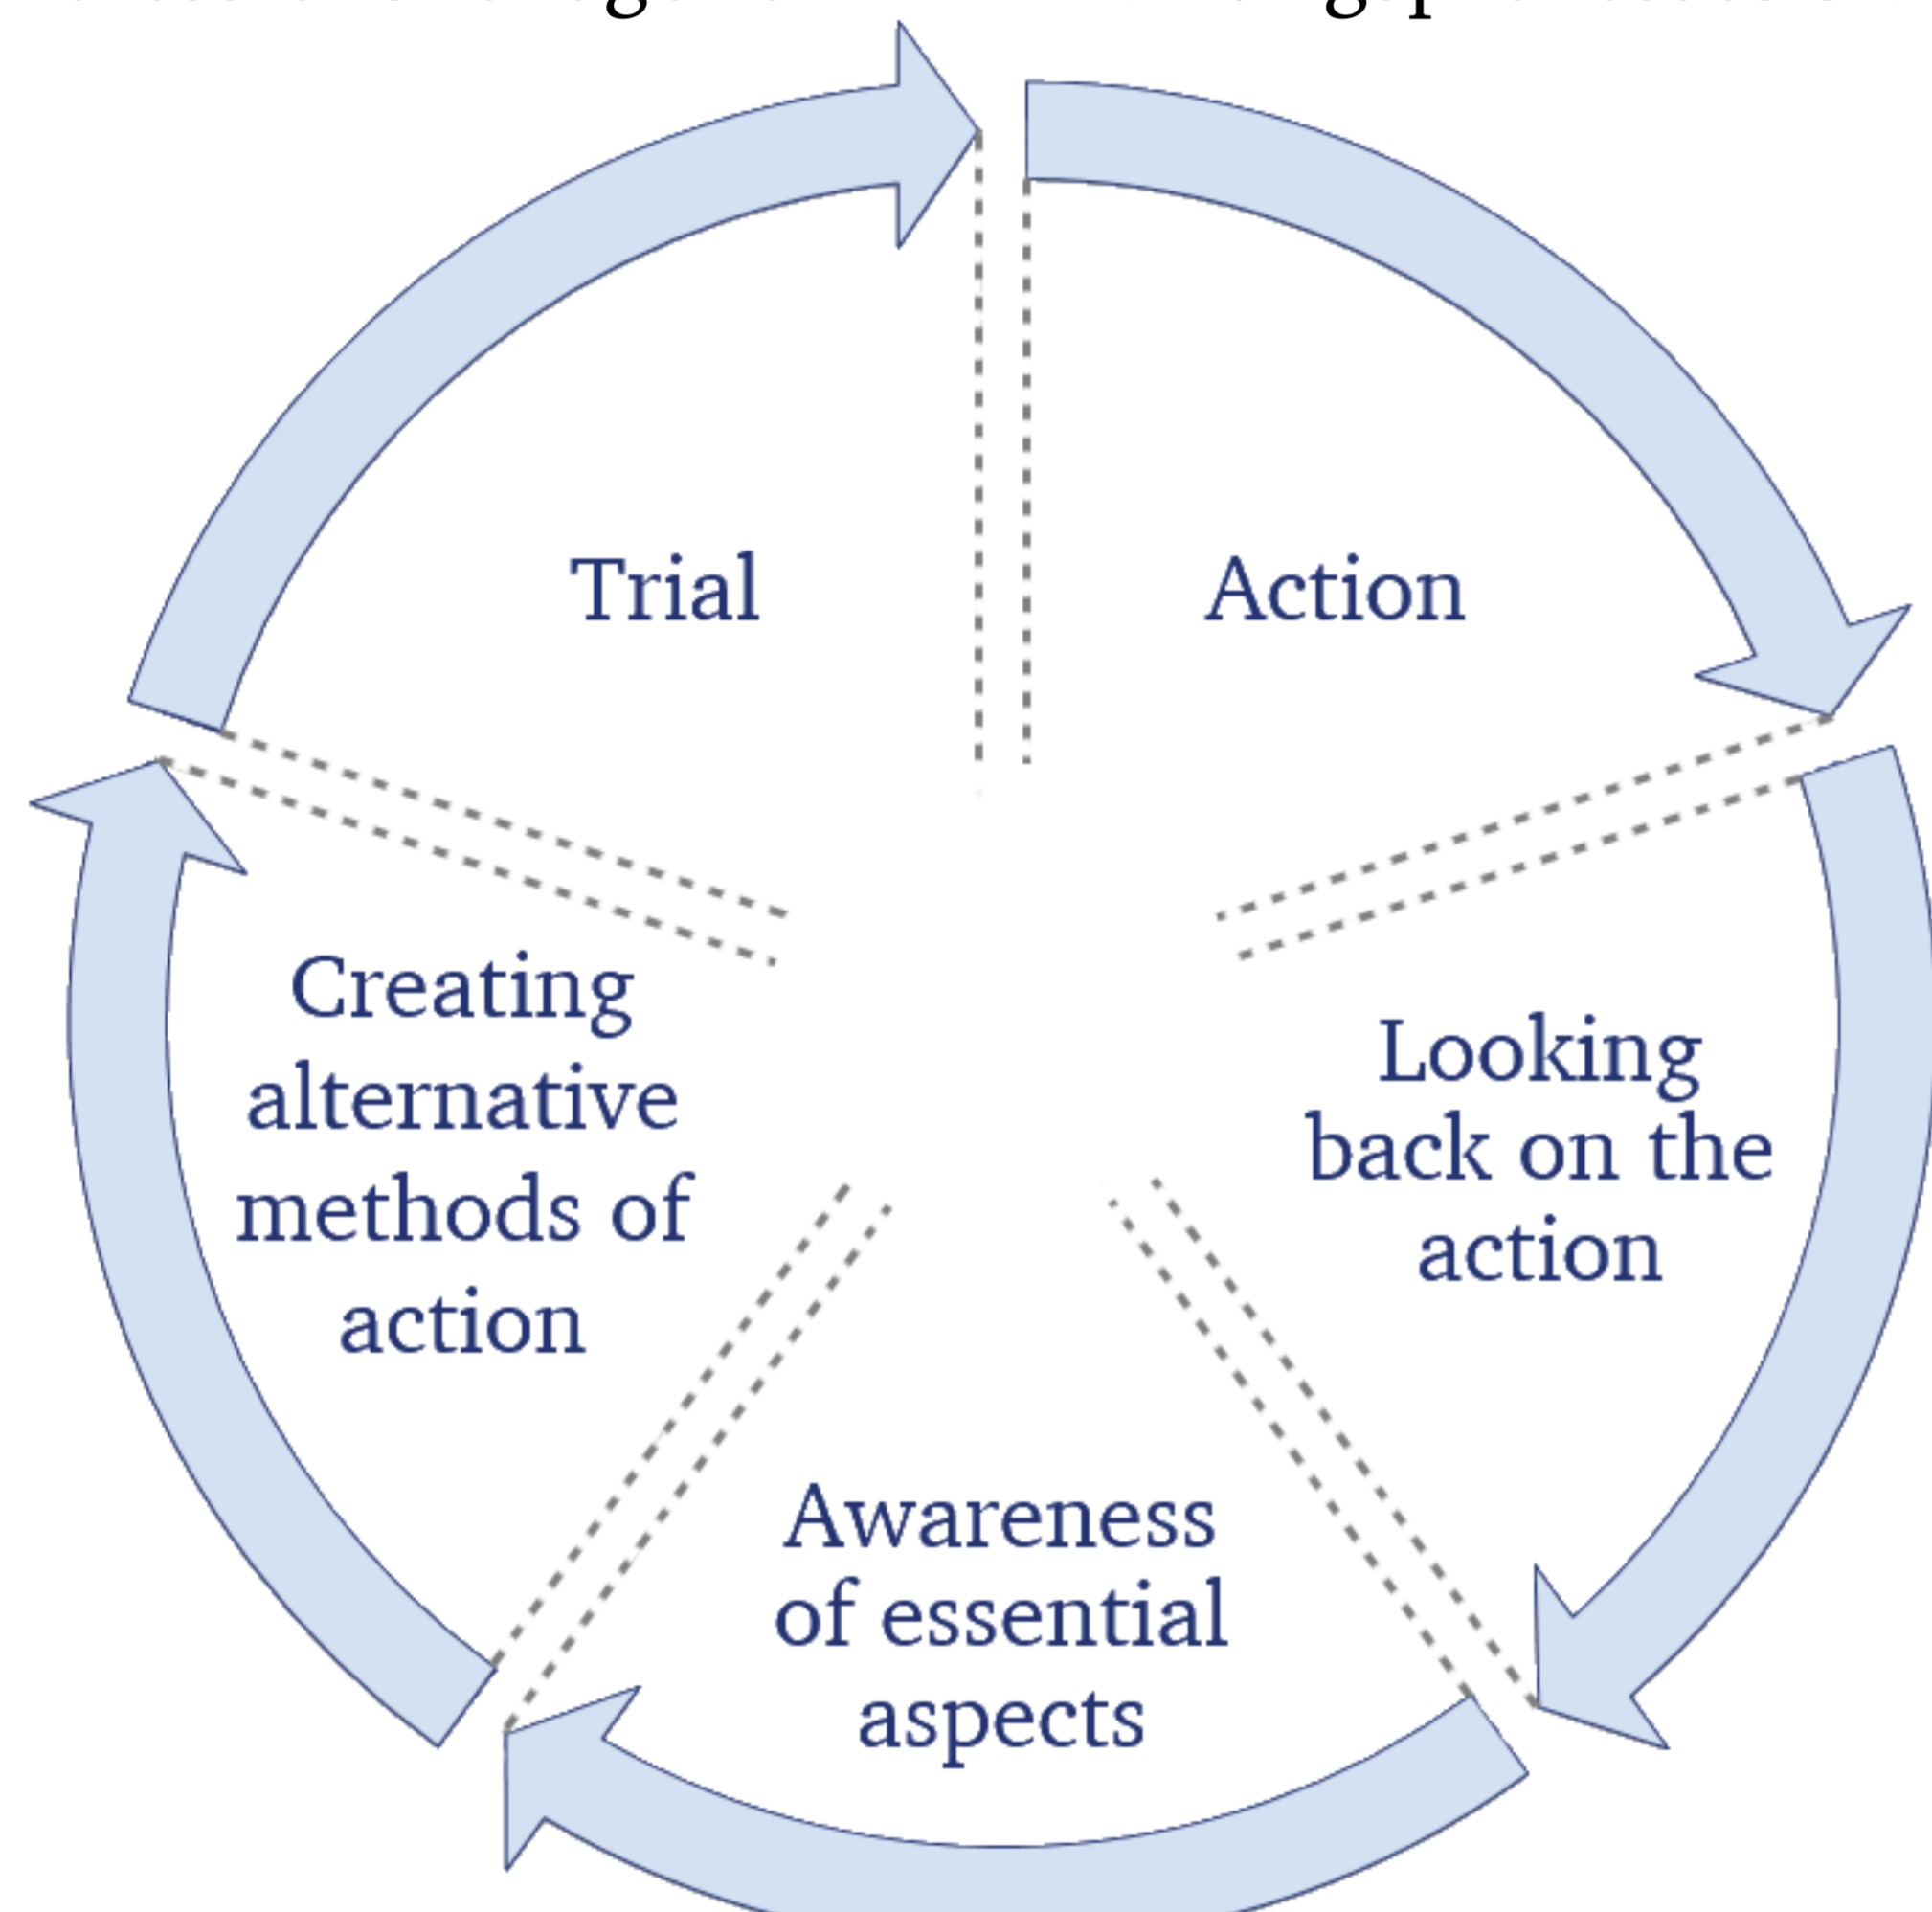 Trial
Action
Creating
alternative
methods of
action
Looking
back on the
action
Awareness
of essential
aspects